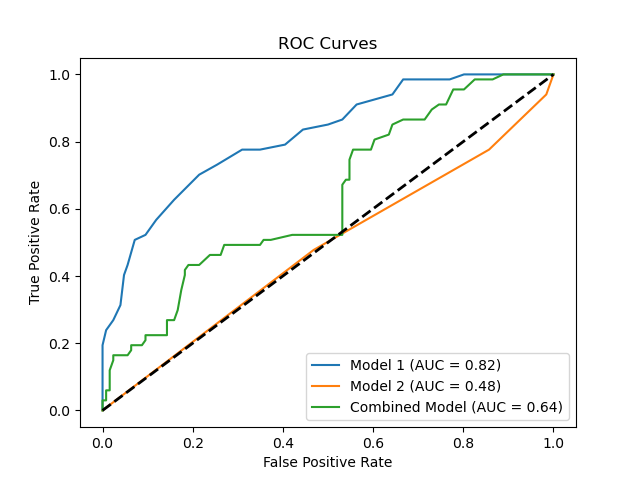 ROC Curves
True Positive Rate
1.0
0.8
0.6
0.4
0.2
0.0
Model 1 (AUC = 0.82)
Model 2 (AUC = 0.48)
Combined Model (AUC = 0.64)
0.0 0.2 0.4 0.6 0.8 1.0
False Positive Rate